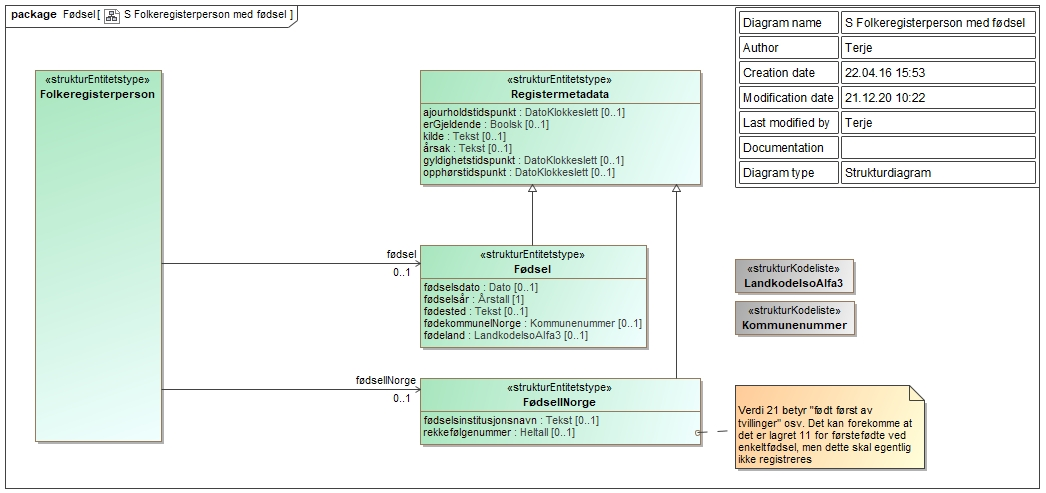 package Fødsel[ S Folkeregisterperson med fødsel ]
Diagram name S Folkeregisterperson med fødsel
Author Terje
Creation date 22.04.16 15:53
Modification date 21.12.20 10:22
Last modified by Terje
Documentation
Diagram type Strukturdiagram
«strukturEntitetstype»
Folkeregisterperson
«strukturEntitetstype»
Registermetadata
ajourholdstidspunkt : DatoKlokkeslett [0..1]
erGjeldende : Boolsk [0..1]
kilde : Tekst [0..1]
årsak : Tekst [0..1]
gyldighetstidspunkt : DatoKlokkeslett [0..1]
opphørstidspunkt : DatoKlokkeslett [0..1]
fødsel
0..1
«strukturEntitetstype»
Fødsel
fødselsdato : Dato [0..1]
fødselsår : Årstall [1]
fødested : Tekst [0..1]
fødekommuneINorge : Kommunenummer [0..1]
fødeland : LandkodeIsoAlfa3 [0..1]
«strukturKodeliste»
LandkodeIsoAlfa3
«strukturKodeliste»
Kommunenummer
fødselINorge
0..1
«strukturEntitetstype»
FødselINorge
fødselsinstitusjonsnavn : Tekst [0..1]
rekkefølgenummer : Heltall [0..1]
Verdi 21 betyr "født først av
tvillinger" osv. Det kan forekomme at
det er lagret 11 for førstefødte ved
enkeltfødsel, men dette skal egentlig
ikke registreres